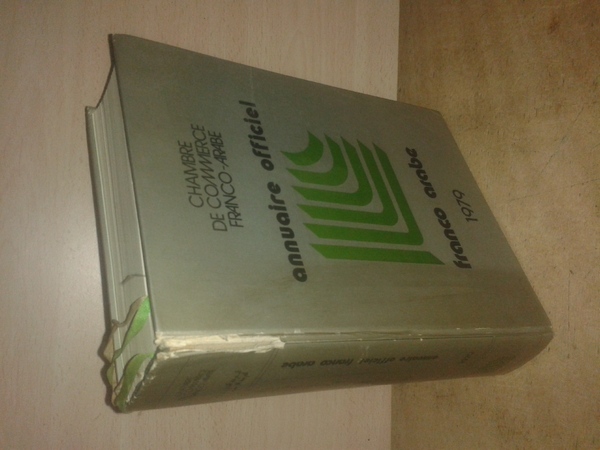 CHAMBRE
DE COMMERCE
FRANCO-ARABE
annuaire officiel
franco arabe
1979
annuaire officiel franco arabe